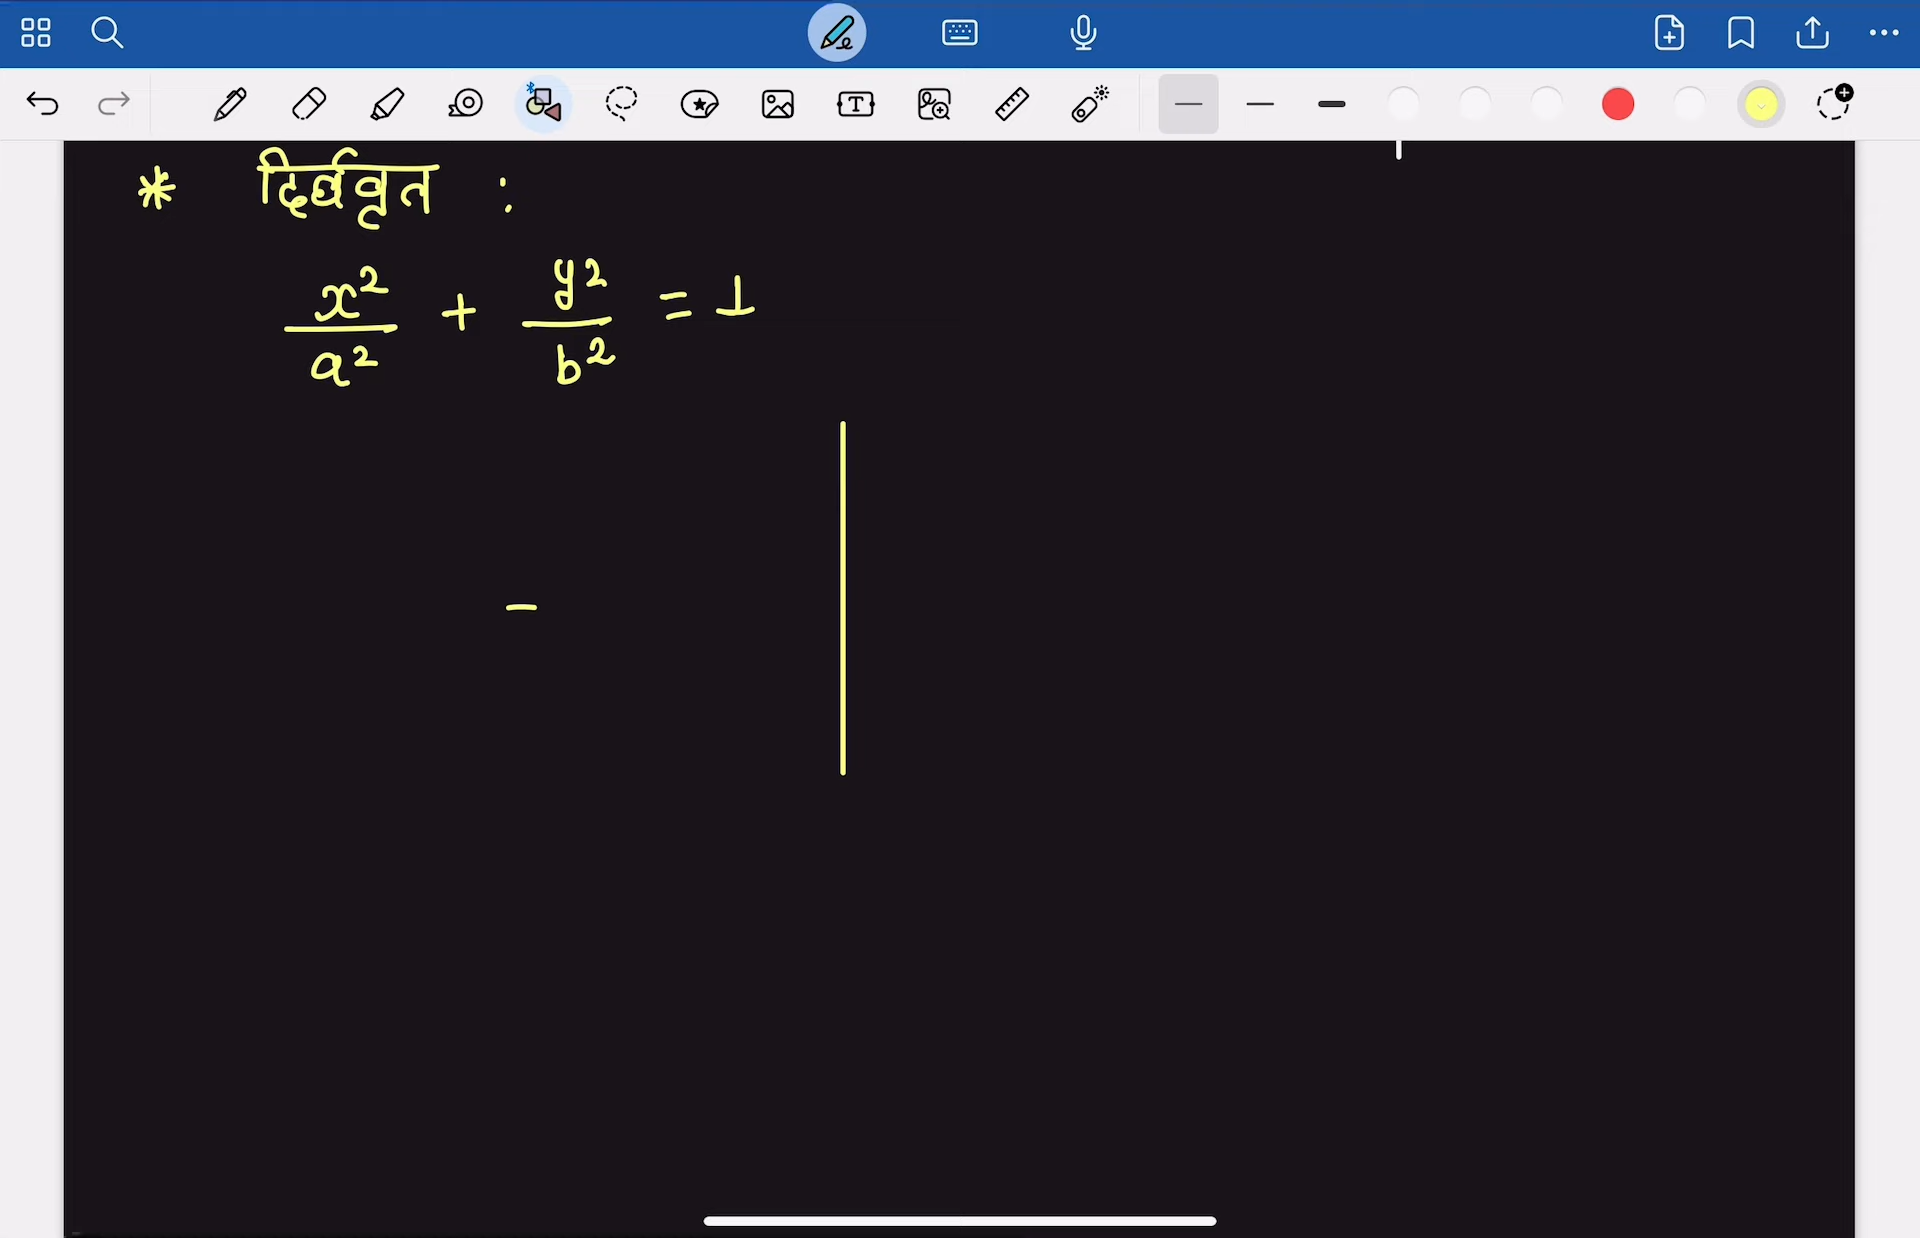 * दिर्घवृत :
x²/a² + y²/b² = 1